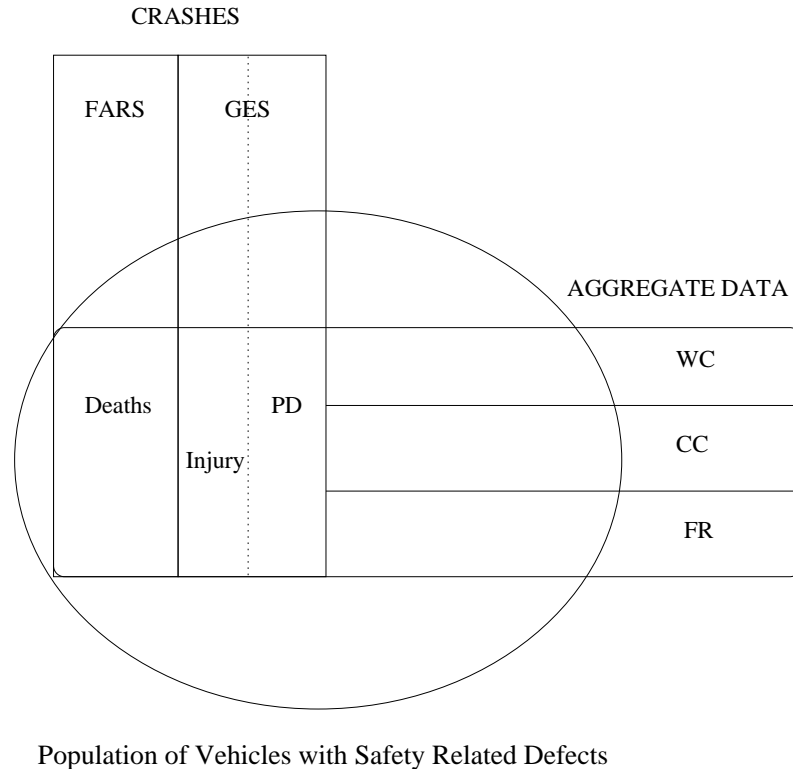 CRASHES
FARS
GES
AGGREGATE DATA
WC
Deaths
PD
CC
Injury
FR
Population of Vehicles with Safety Related Defects